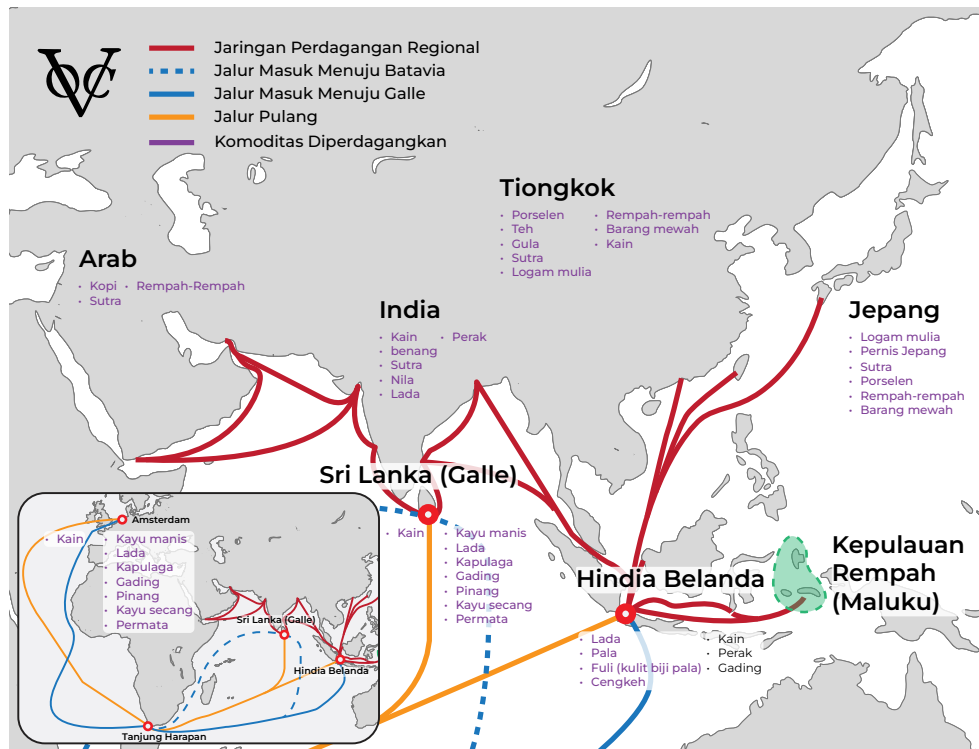 VOC
Jaringan Perdagangan Regional
Jalur Masuk Menuju Batavia
Jalur Masuk Menuju Galle
Jalur Pulang
Komoditas Diperdagangkan
Tiongkok
· Porselen
· Teh
· Gula
· Sutra
· Logam mulia
· Rempah-rempah
· Barang mewah
· Kain
Arab
· Kopi · Rempah-Rempah
· Sutra
India
· Kain · Perak
· benang
· Sutra
· Nila
· Lada
Jepang
· Logam mulia
· Pernis Jepang
· Sutra
· Porselen
· Rempah-rempah
· Barang mewah
Sri Lanka (Galle)
· Kain
· Kayu manis
· Lada
· Kapulaga
· Gading
· Pinang
· Kayu secang
· Permata
Hindia Belanda
· Lada
· Pala
· Fuli (kulit biji pala)
· Cengkeh
· Kain
· Perak
· Gading
Kepulauan
Rempah
(Maluku)
Amsterdam
· Kain
· Kayu manis
· Lada
· Kapulaga
· Gading
· Pinang
· Kayu secang
· Permata
Sri Lanka (Galle)
Hindia Belanda
Tanjung Harapan